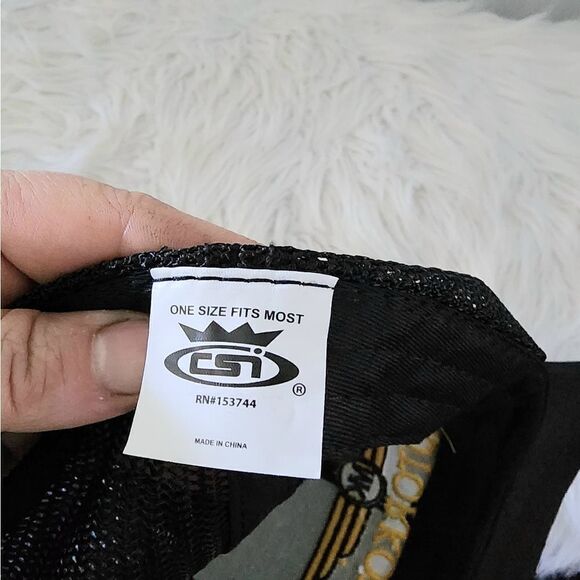 ONE SIZE FITS MOST
CSI
®
RN#153744
MADE IN CHINA